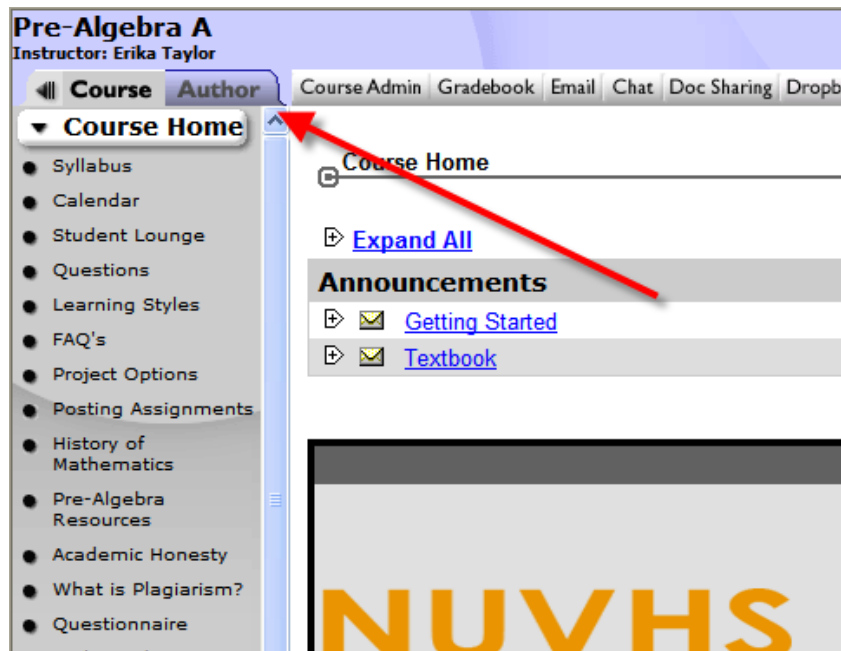 Pre-Algebra A
Instructor: Erika Taylor
Course Author
Course Admin Gradebook Email Chat Doc Sharing Dropb
Course Home
Syllabus
Calendar
Student Lounge
Questions
Learning Styles
FAQ's
Project Options
Posting Assignments
History of
Mathematics
Pre-Algebra
Resources
Academic Honesty
What is Plagiarism?
Questionnaire
Course Home
Expand All
Announcements
Getting Started
Textbook
NUVHS